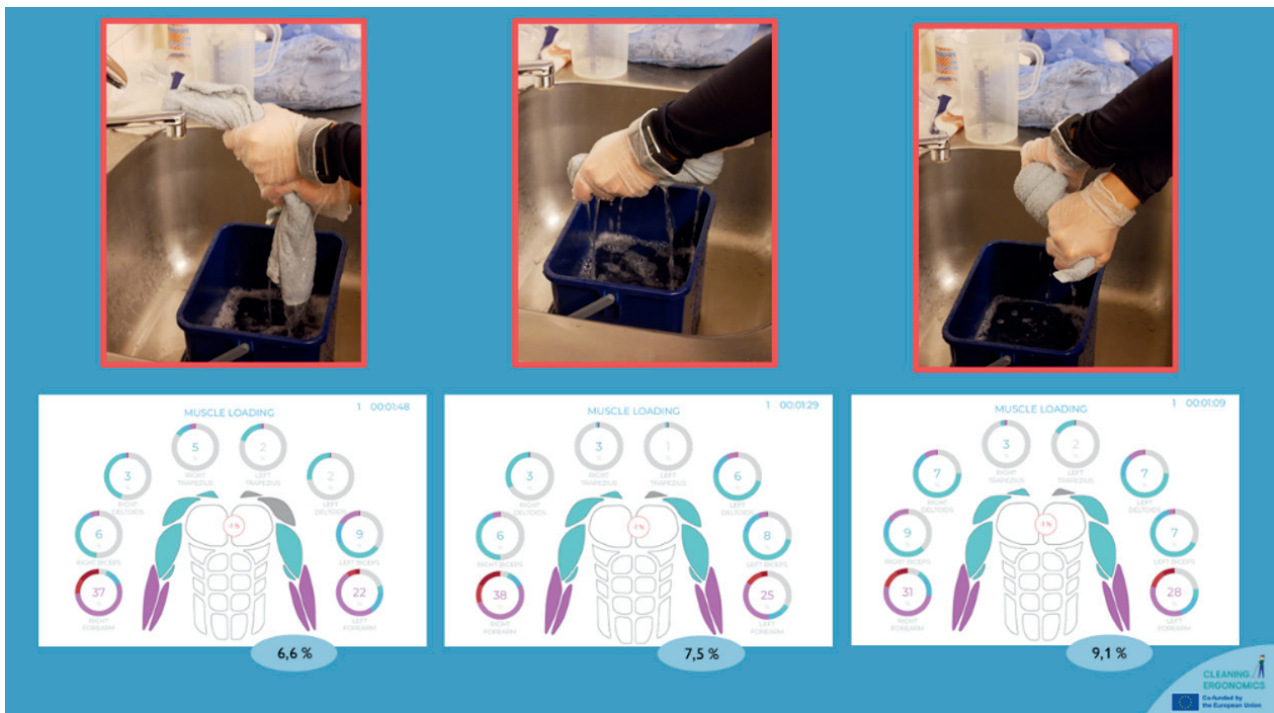 MUSCLE LOADING
1 00:01:48
5
%
RIGHT
TRAPEZIUS
2
%
LEFT
TRAPEZIUS
3
%
RIGHT
DELTOIDS
2
%
LEFT
DELTOIDS
6
%
RIGHT BICEPS
9
%
LEFT BICEPS
37
%
RIGHT
FOREARM
22
%
LEFT
FOREARM
6,6 %
MUSCLE LOADING
1 00:01:29
3
%
RIGHT
TRAPEZIUS
1
%
LEFT
TRAPEZIUS
3
%
RIGHT
DELTOIDS
6
%
LEFT
DELTOIDS
6
%
RIGHT BICEPS
8
%
LEFT BICEPS
38
%
RIGHT
FOREARM
25
%
LEFT
FOREARM
7,5 %
MUSCLE LOADING
1 00:01:09
3
%
RIGHT
TRAPEZIUS
2
%
LEFT
TRAPEZIUS
7
%
RIGHT
DELTOIDS
7
%
LEFT
DELTOIDS
9
%
RIGHT BICEPS
7
%
LEFT BICEPS
31
%
RIGHT
FOREARM
28
%
LEFT
FOREARM
9,1 %
CLEANING
ERGONOMICS
Co-funded by
the European Union